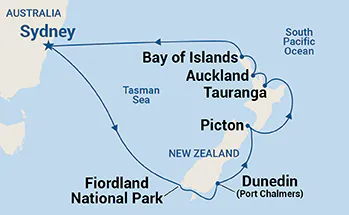 AUSTRALIA
Sydney
South
Pacific
Ocean
Bay of Islands
Auckland
Tauranga
Tasman
Sea
Picton
NEW ZEALAND
Fiordland
National Park
Dunedin
(Port Chalmers)